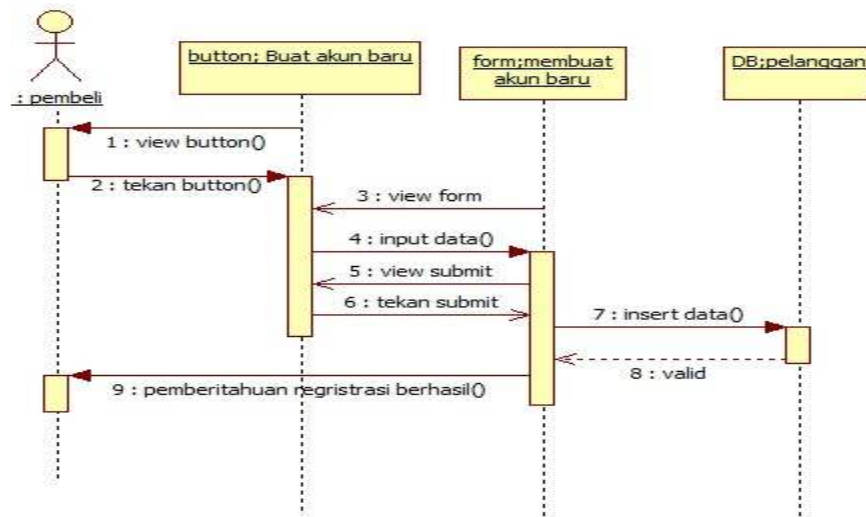 : pembeli
button; Buat akun baru
form;membuat
akun baru
DB;pelanggan
1 : view button()
2 : tekan button()
3 : view form
4 : input data()
5 : view submit
6 : tekan submit
7 : insert data()
8 : valid
9 : pemberitahuan regristrasi berhasil()